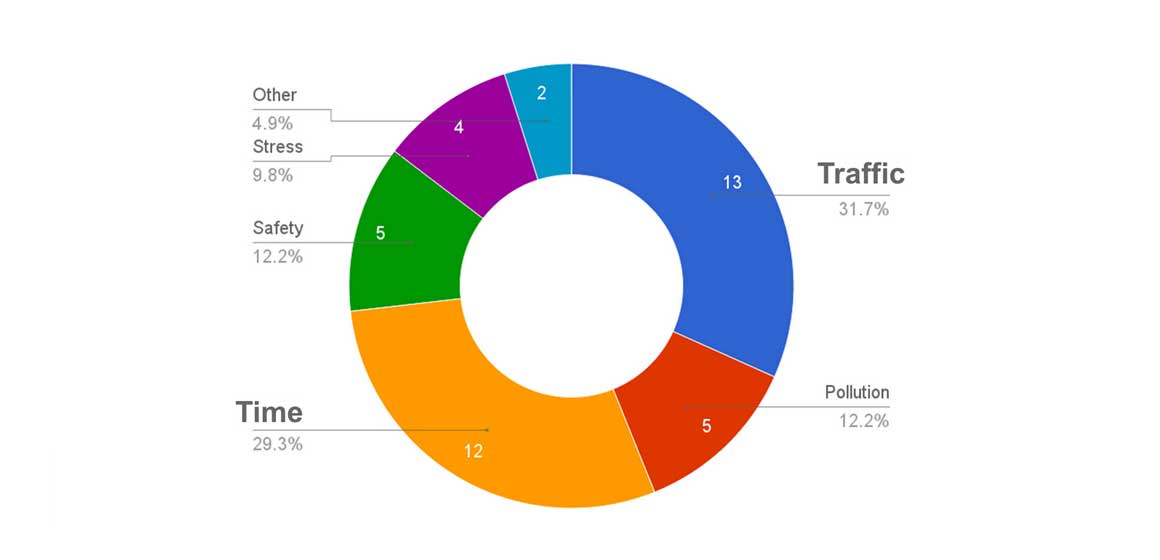 Other
4.9%
Stress
9.8%
Safety
12.2%
Time
29.3%
2
4
5
12
13
5
Traffic
31.7%
Pollution
12.2%